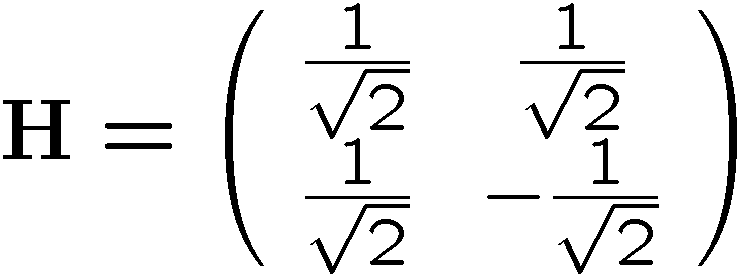 H = ( 1/√2 1/√2
1/√2 -1/√2 )